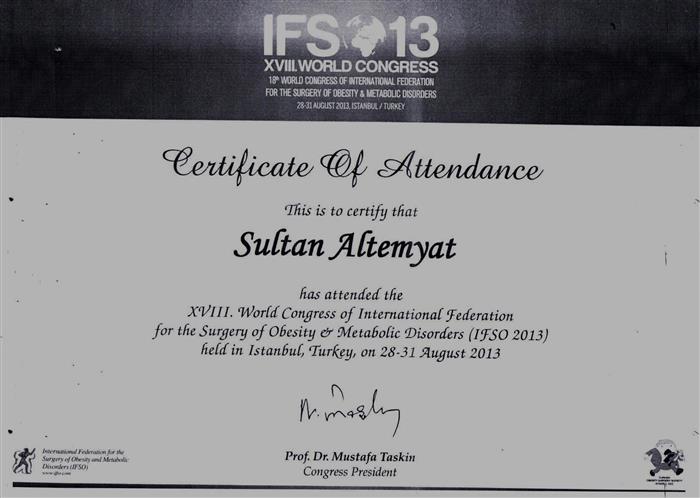 IFSO13
XVIII. WORLD CONGRESS
18th WORLD CONGRESS OF INTERNATIONAL FEDERATION
FOR THE SURGERY OF OBESITY & METABOLIC DISORDERS
28-31 AUGUST 2013, ISTANBUL / TURKEY
Certificate Of Attendance
This is to certify that
Sultan Altemyat
has attended the
XVIII. World Congress of International Federation
for the Surgery of Obesity & Metabolic Disorders (IFSO 2013)
held in Istanbul, Turkey, on 28-31 August 2013
Prof. Dr. Mustafa Taskin
Congress President
International Federation for the
Surgery of Obesity and Metabolic
Disorders (IFSO)
www.ifso.com